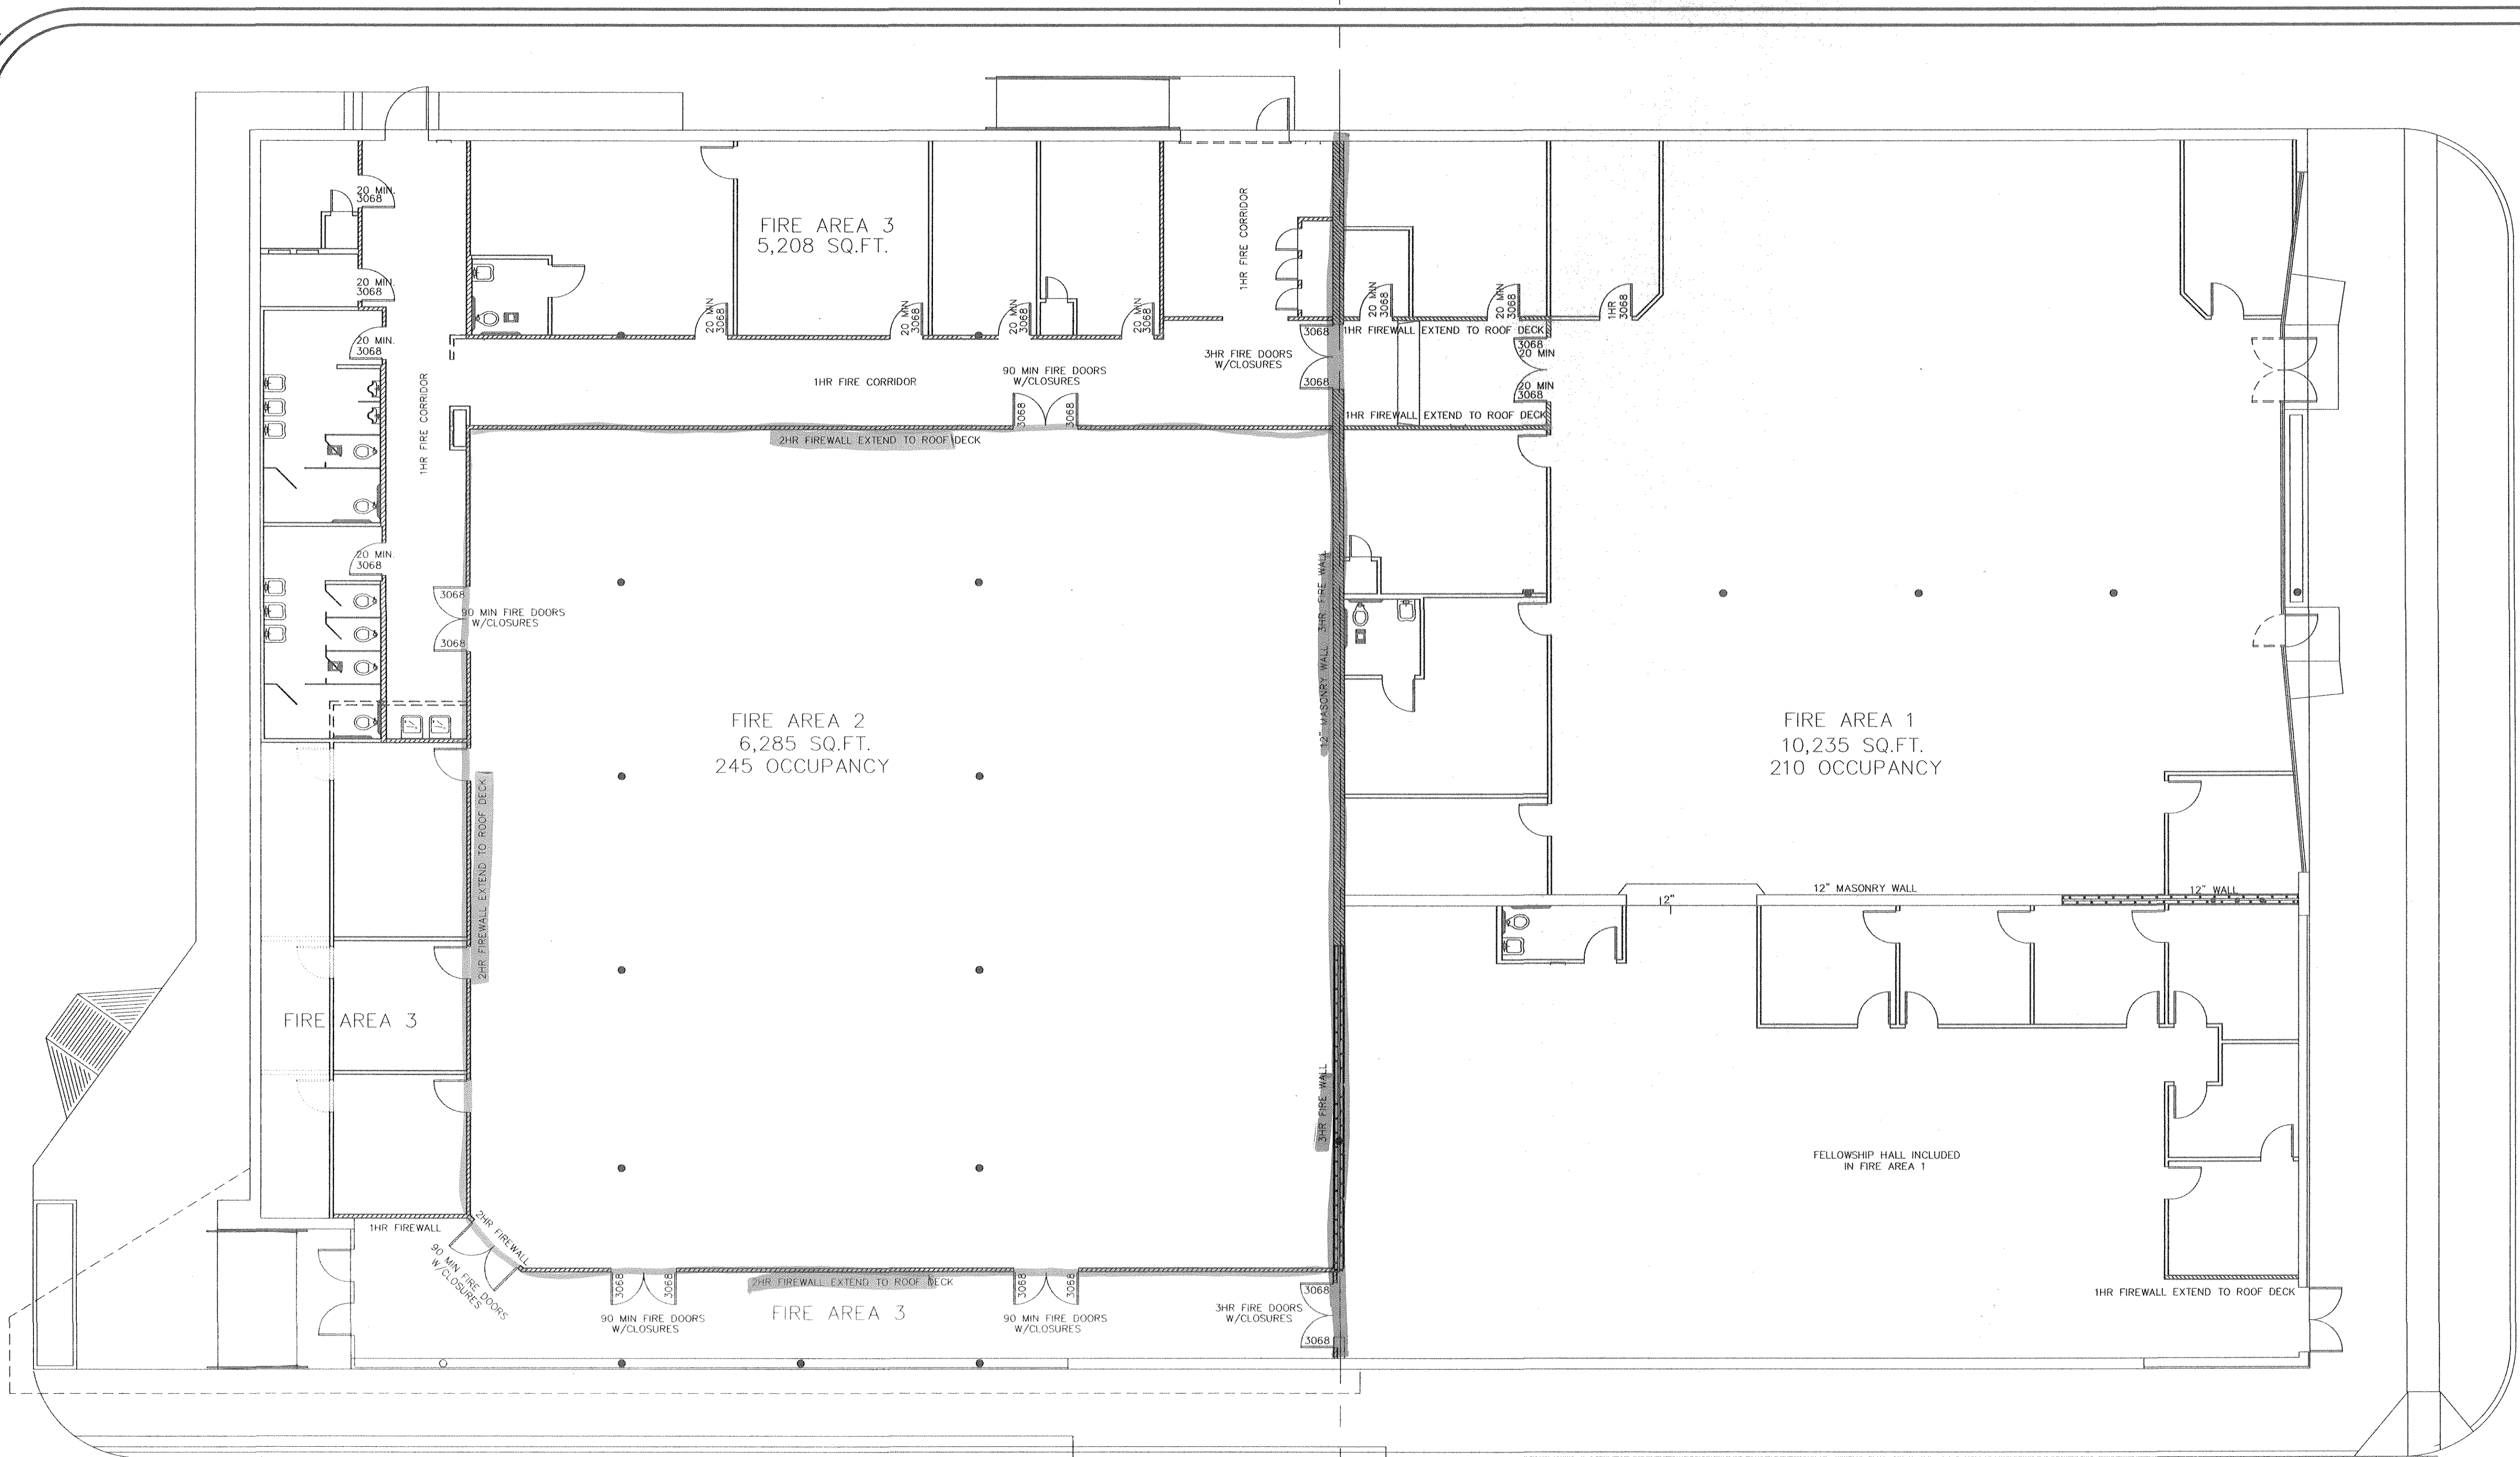 20 MIN.
3068
FIRE AREA 3
5,208 SQ.FT.
1HR FIRE CORRIDOR
20 MIN.
3068
20 MIN
3068
20 MIN
3068
20 MIN
3068
20 MIN
3068
20 MIN
3068
20 MIN
3068
1HR
3068
20 MIN.
3068
3068
1HR FIREWALL EXTEND TO ROOF DECK
3068
20 MIN
3HR FIRE DOORS
W/CLOSURES
90 MIN FIRE DOORS
W/CLOSURES
1HR FIRE CORRIDOR
3068
20 MIN
3068
1HR FIRE CORRIDOR
3068
3068
1HR FIREWALL EXTEND TO ROOF DECK
2HR FIREWALL EXTEND TO ROOF DECK
20 MIN.
3068
3068
90 MIN FIRE DOORS
W/CLOSURES
3068
12" MASONRY WALL 3HR FIRE WALL
FIRE AREA 2
6,285 SQ.FT.
245 OCCUPANCY
FIRE AREA 1
10,235 SQ.FT.
210 OCCUPANCY
2HR FIREWALL EXTEND TO ROOF DECK
12" MASONRY WALL
12" WALL
12"
FIRE AREA 3
3HR FIRE WALL
FELLOWSHIP HALL INCLUDED
IN FIRE AREA 1
1HR FIREWALL
2HR FIREWALL
90 MIN FIRE DOORS
W/CLOSURES
2HR FIREWALL EXTEND TO ROOF DECK
3068
3068
3068
3068
3068
1HR FIREWALL EXTEND TO ROOF DECK
FIRE AREA 3
90 MIN FIRE DOORS
W/CLOSURES
90 MIN FIRE DOORS
W/CLOSURES
3HR FIRE DOORS
W/CLOSURES
3068